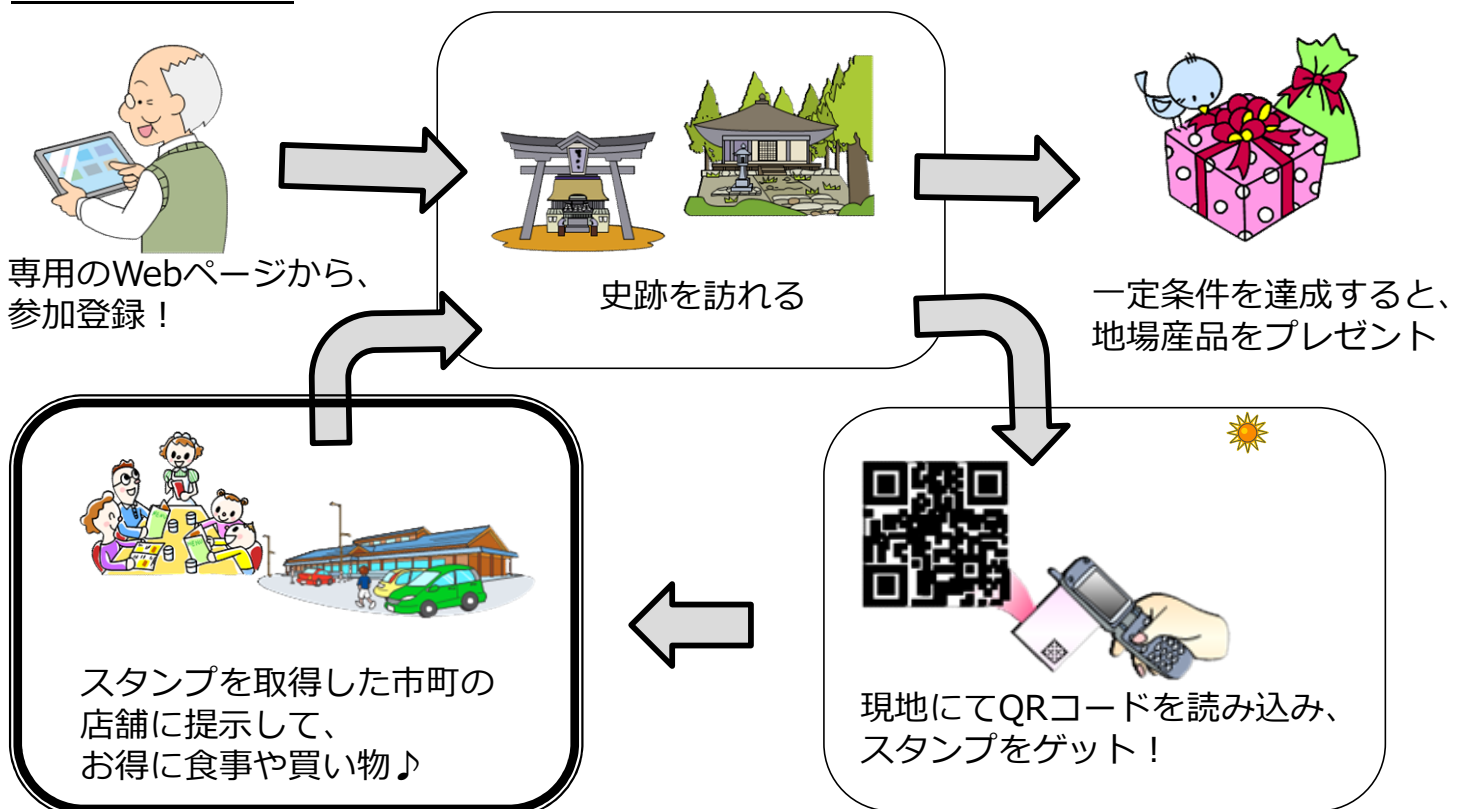 専用のWebページから、
参加登録！
史跡を訪れる
一定条件を達成すると、
地場産品をプレゼント
現地にてQRコードを読み込み、
スタンプをゲット！
スタンプを取得した市町の
店舗に提示して、
お得に食事や買い物♪